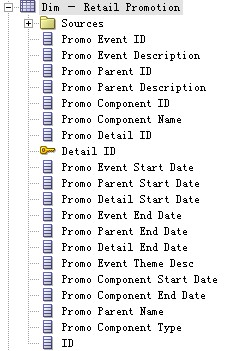 Dim - Retail Promotion
Sources
Promo Event ID
Promo Event Description
Promo Parent ID
Promo Parent Description
Promo Component ID
Promo Component Name
Promo Detail ID
Detail ID
Promo Event Start Date
Promo Parent Start Date
Promo Detail Start Date
Promo Event End Date
Promo Parent End Date
Promo Detail End Date
Promo Event Theme Desc
Promo Component Start Date
Promo Component End Date
Promo Parent Name
Promo Component Type
ID